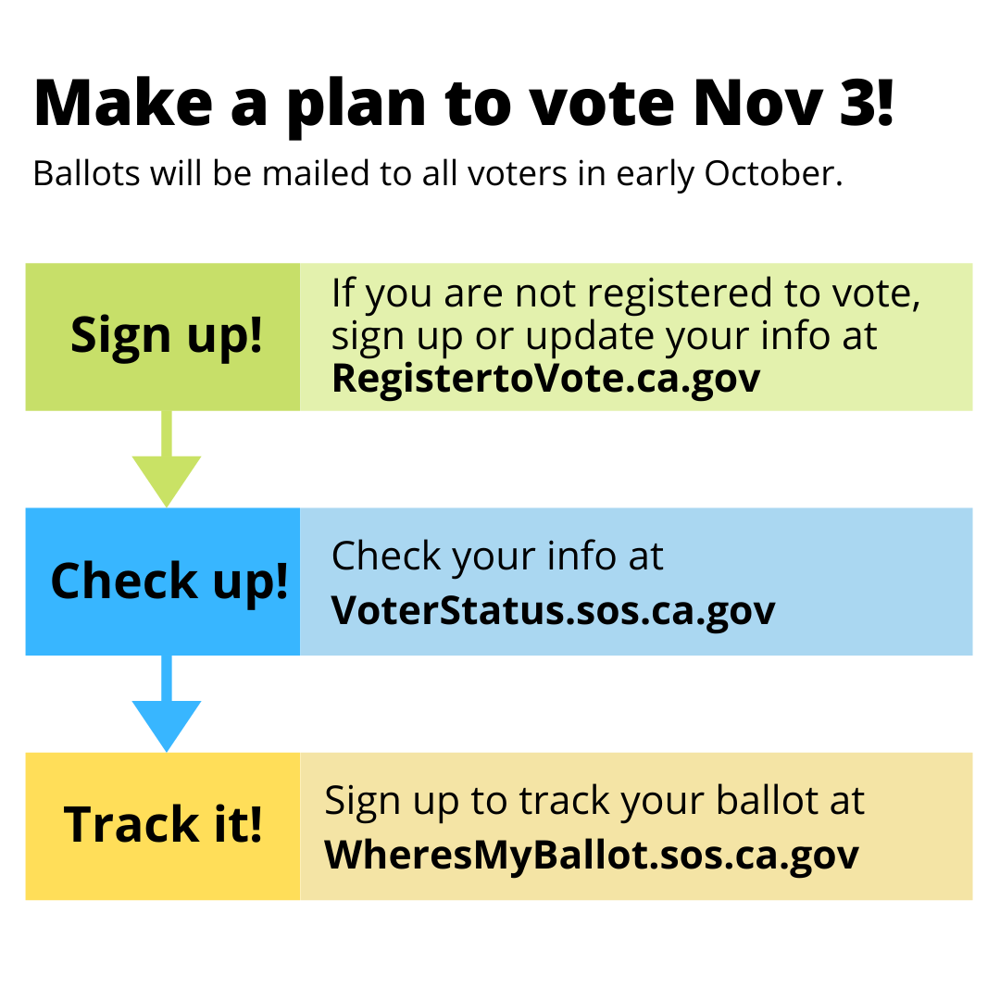 Make a plan to vote Nov 3!
Ballots will be mailed to all voters in early October.
Sign up!
If you are not registered to vote,
sign up or update your info at
RegistertoVote.ca.gov
Check up!
Check your info at
VoterStatus.sos.ca.gov
Track it!
Sign up to track your ballot at
WheresMyBallot.sos.ca.gov